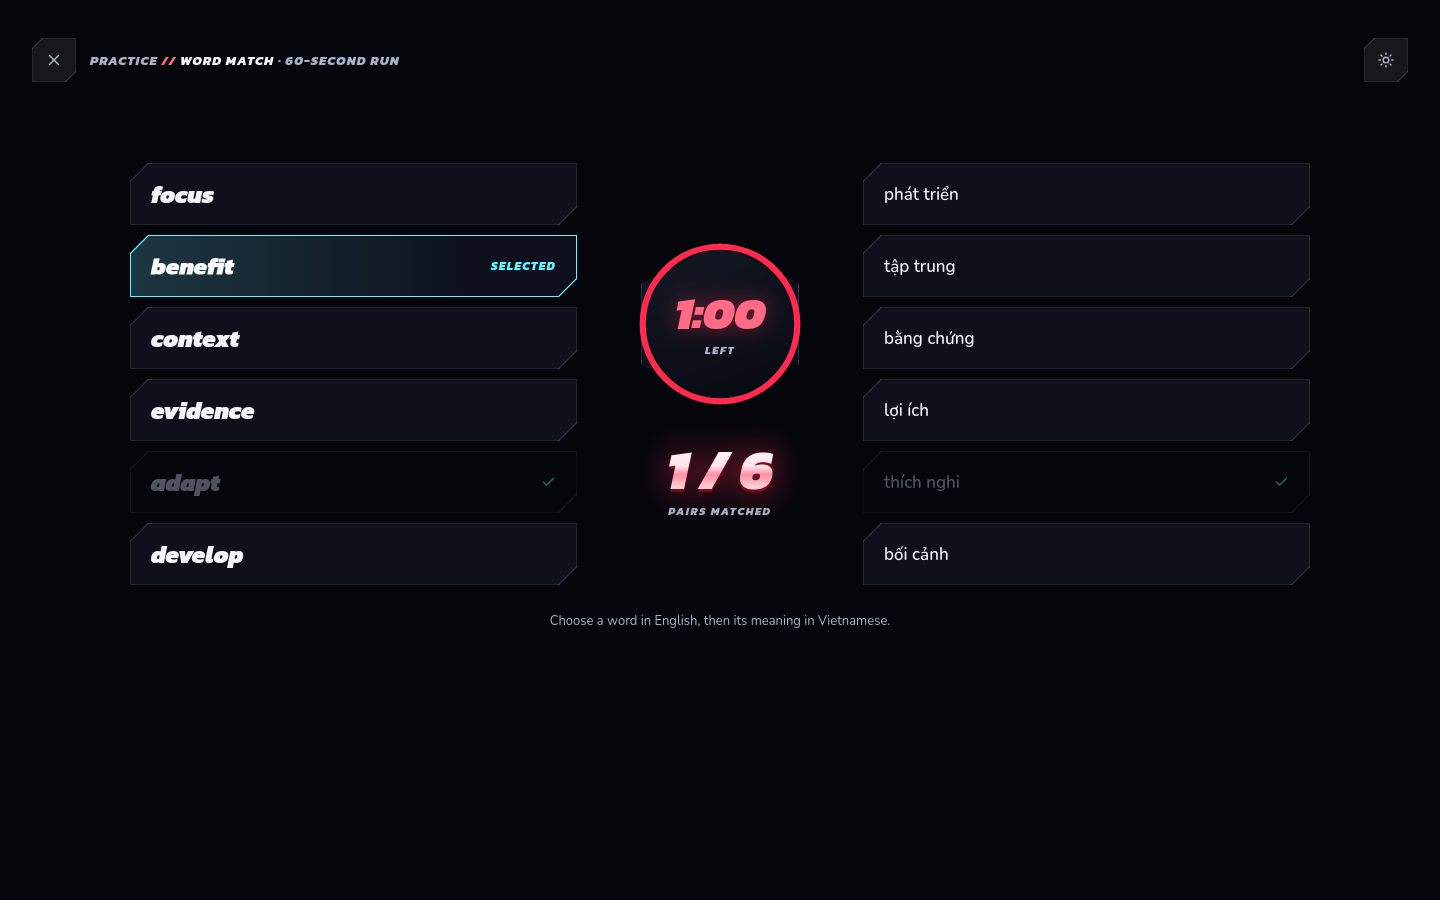 PRACTICE // WORD MATCH · 60-SECOND RUN
focus
benefit
SELECTED
context
evidence
adapt
develop
1:00
LEFT
1 / 6
PAIRS MATCHED
phát triển
tập trung
bằng chứng
lợi ích
thích nghi
bối cảnh
Choose a word in English, then its meaning in Vietnamese.